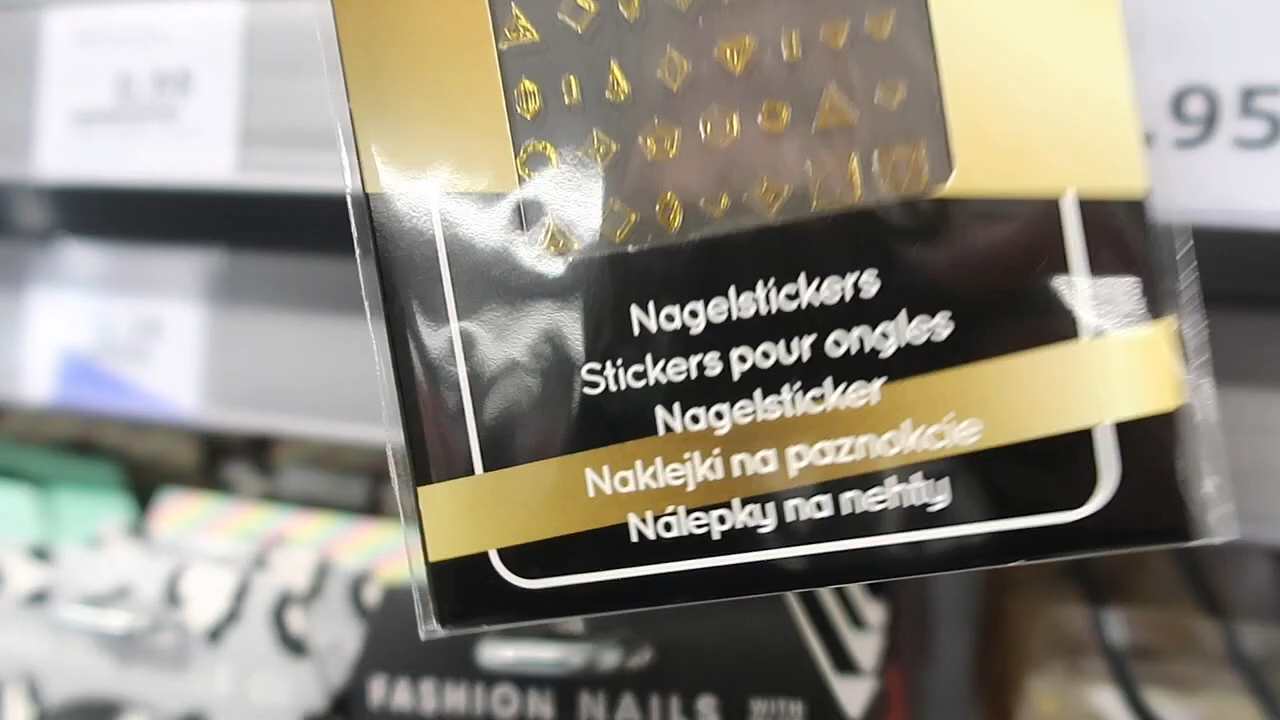 .95
Nagelstickers
Stickers pour ongles
Nagelsticker
Naklejki na paznokcie
Nálepky na nehty
FASHION NAILS WITH